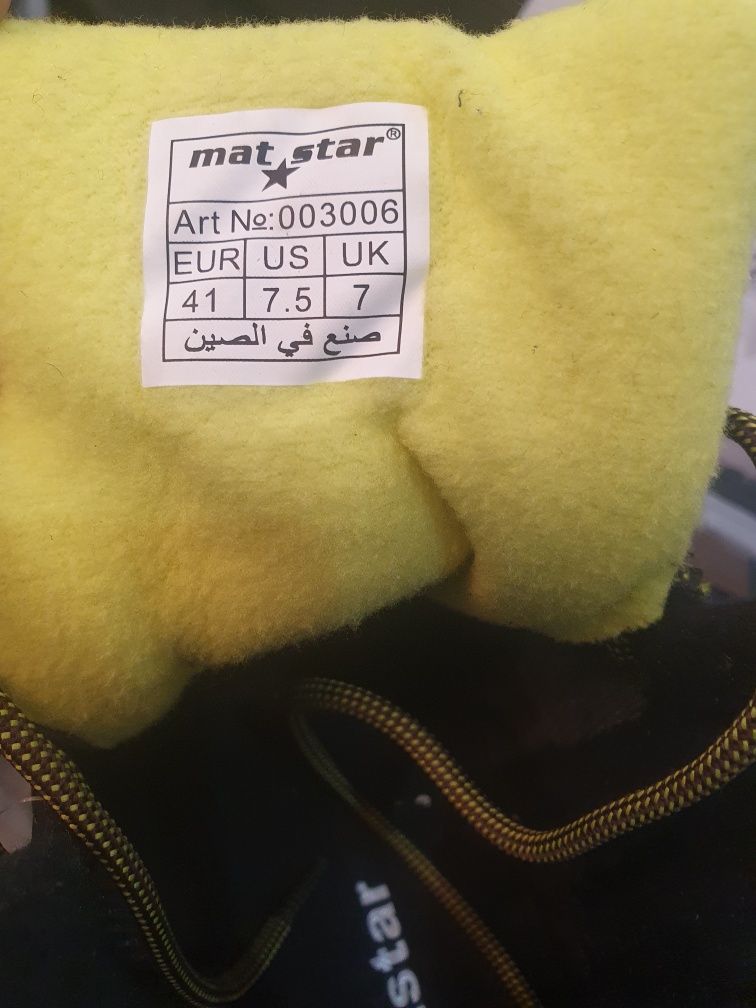 mat star®
Art №:003006
EUR US UK
41 7.5 7
صنع في الصين
star